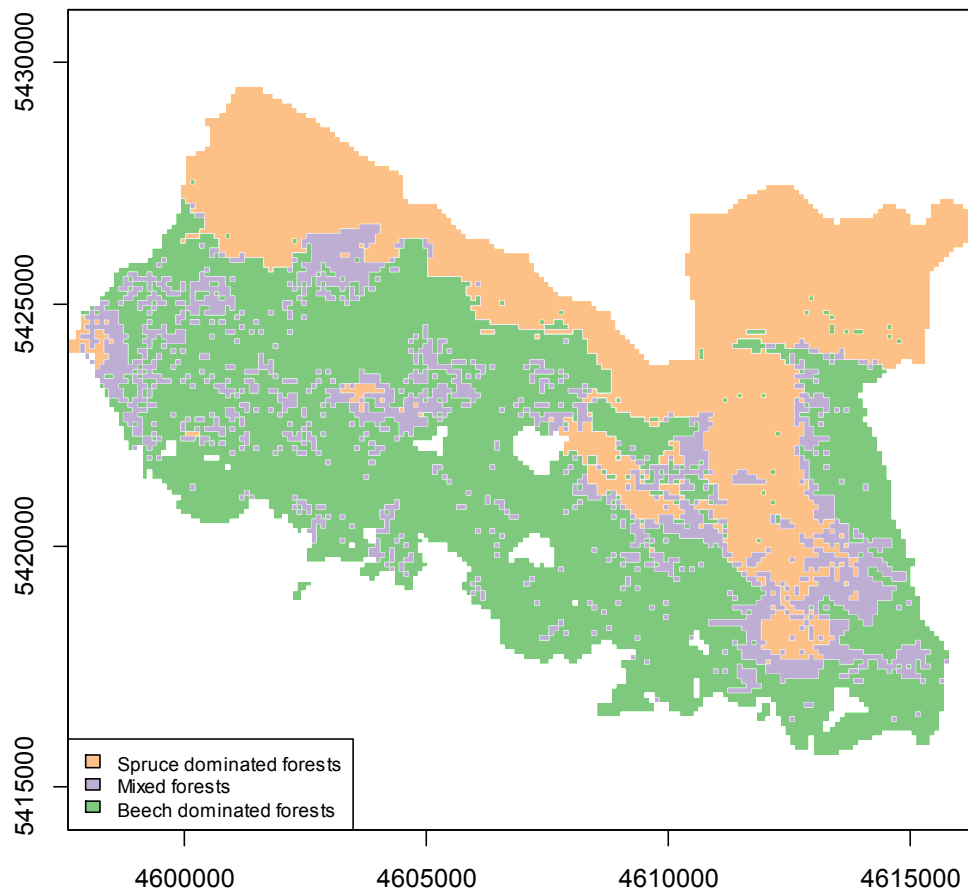 5430000
5425000
5420000
5415000
Spruce dominated forests
Mixed forests
Beech dominated forests
4600000
4605000
4610000
4615000